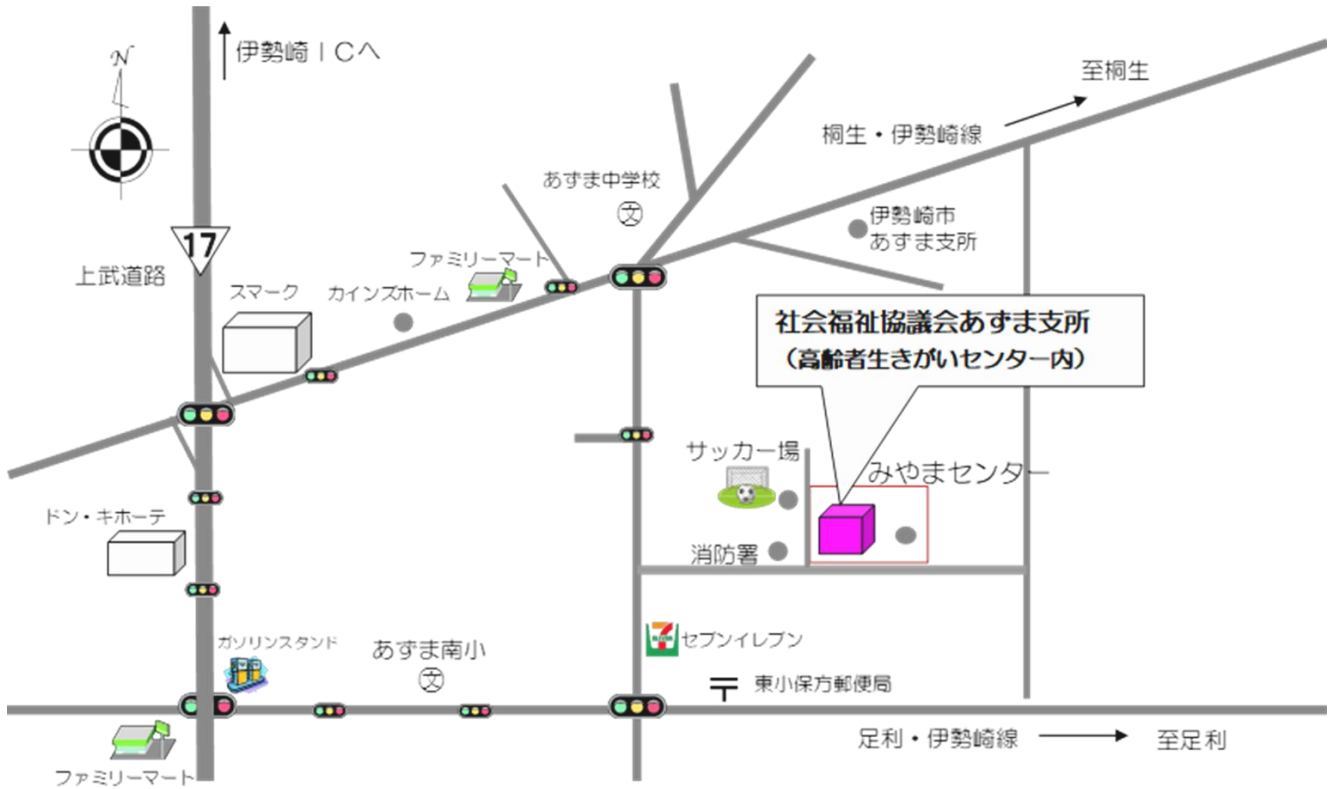 N
伊勢崎ICへ
至桐生
桐生・伊勢崎線
あずま中学校
文
17
上武道路
伊勢崎市
あずま支所
ファミリーマート
スマーク
カインズホーム
社会福祉協議会あずま支所
（高齢者生きがいセンター内）
サッカー場
みやまセンター
ドン・キホーテ
消防署
ガソリンスタンド
あずま南小
文
7
セブンイレブン
〒 東小保方郵便局
足利・伊勢崎線
至足利
ファミリーマート